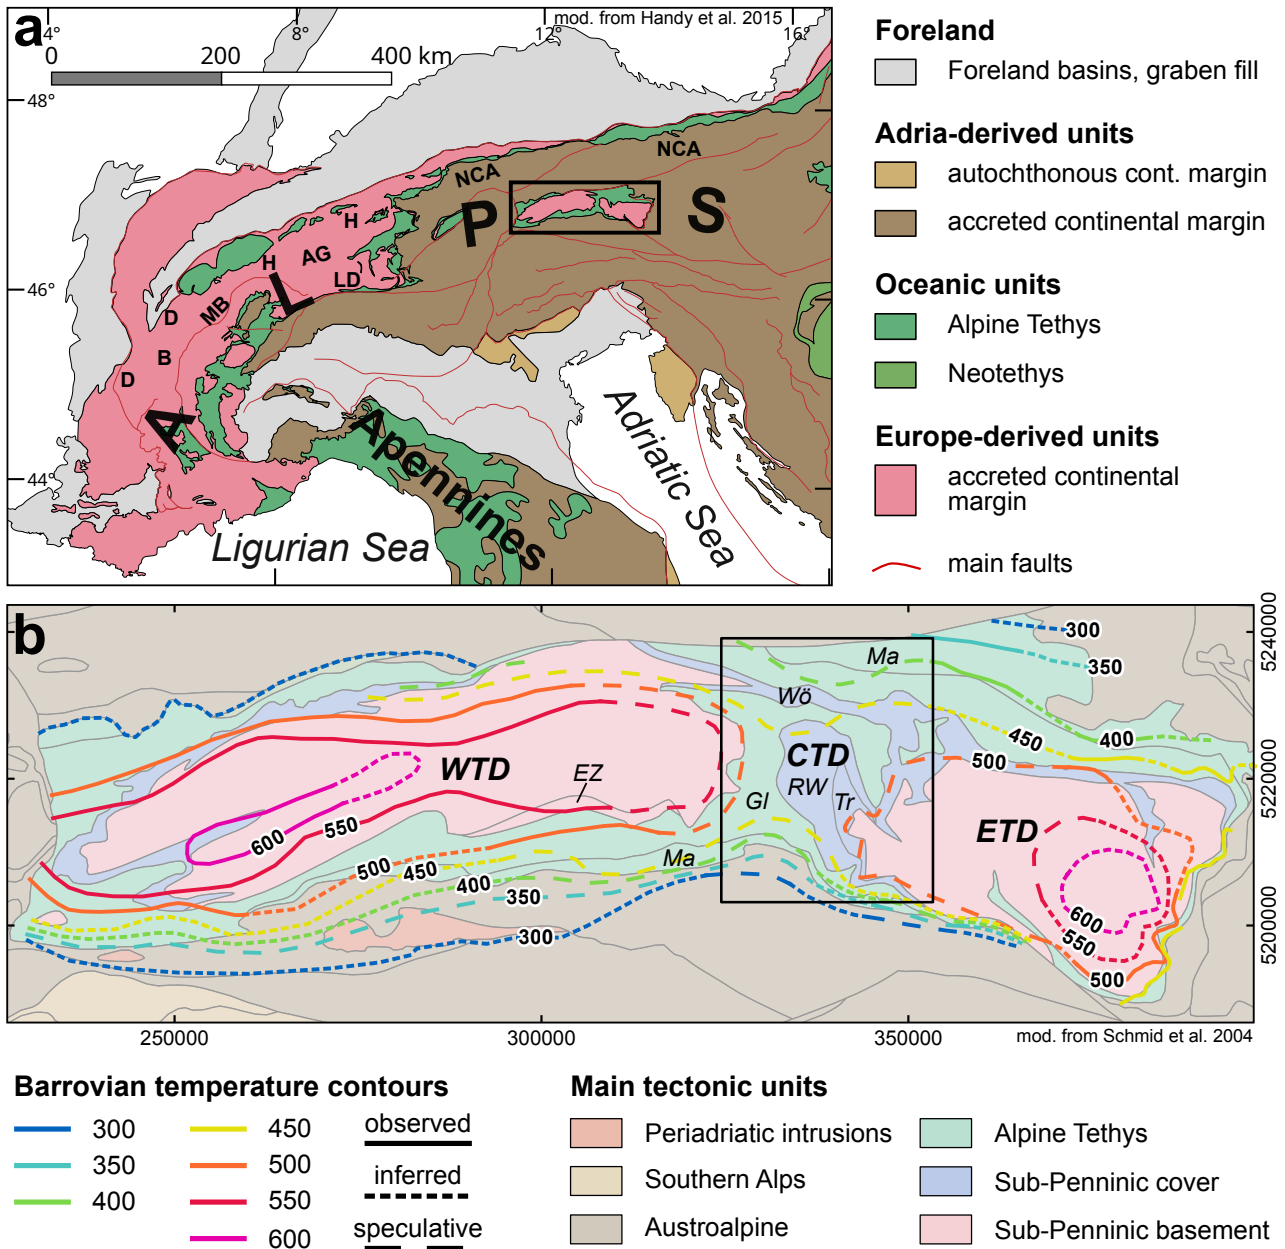 a
mod. from Handy et al. 2015
4°
8°
12°
16°
0
200
400 km
48°
46°
44°
NCA
NCA
P
S
H
AG
H
LD
L
MB
D
B
D
A
Apennines
Adriatic Sea
Ligurian Sea
Foreland
Foreland basins, graben fill
Adria-derived units
autochthonous cont. margin
accreted continental margin
Oceanic units
Alpine Tethys
Neotethys
Europe-derived units
accreted continental
margin
main faults
b
300
350
Ma
Wö
450
400
500
CTD
RW
Tr
Gl
WTD
EZ
ETD
600
550
500
450
400
350
300
Ma
600
550
500
5240000
5220000
5200000
250000
300000
350000
mod. from Schmid et al. 2004
Barrovian temperature contours
300
350
400
450
500
550
600
observed
inferred
speculative
Main tectonic units
Periadriatic intrusions
Southern Alps
Austroalpine
Alpine Tethys
Sub-Penninic cover
Sub-Penninic basement